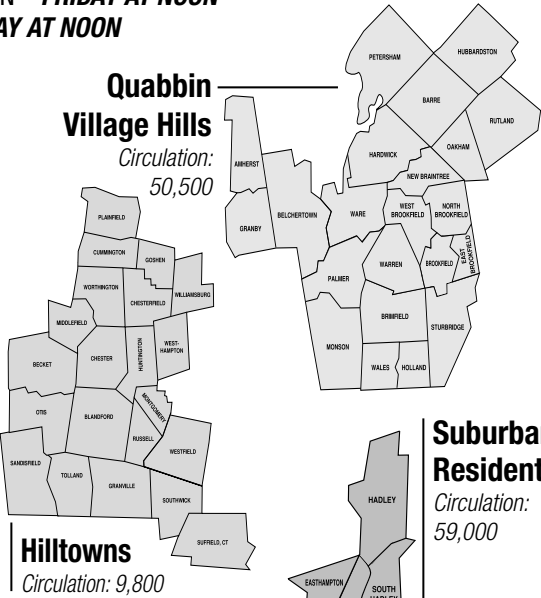 FRIDAY AT NOON
AY AT NOON
Quabbin
Village Hills
Circulation:
50,500
PETERSHAM
HUBBARDSTON
BARRE
RUTLAND
OAKHAM
HARDWICK
NEW BRAINTREE
AMHERST
GRANBY
BELCHERTOWN
WARE
WEST
BROOKFIELD
NORTH
BROOKFIELD
EAST
BROOKFIELD
BROOKFIELD
WARREN
PALMER
BRIMFIELD
STURBRIDGE
MONSON
WALES
HOLLAND
PLAINFIELD
CUMMINGTON
GOSHEN
WORTHINGTON
CHESTERFIELD
WILLIAMSBURG
MIDDLEFIELD
BECKET
CHESTER
HUNTINGTON
WEST-
HAMPTON
OTIS
BLANDFORD
MONTGOMERY
RUSSELL
WESTFIELD
SANDISFIELD
TOLLAND
GRANVILLE
SOUTHWICK
SUFFIELD, CT
Hilltowns
Circulation: 9,800
Suburba
Resident
Circulation:
59,000
HADLEY
EASTHAMPTON
SOUTH